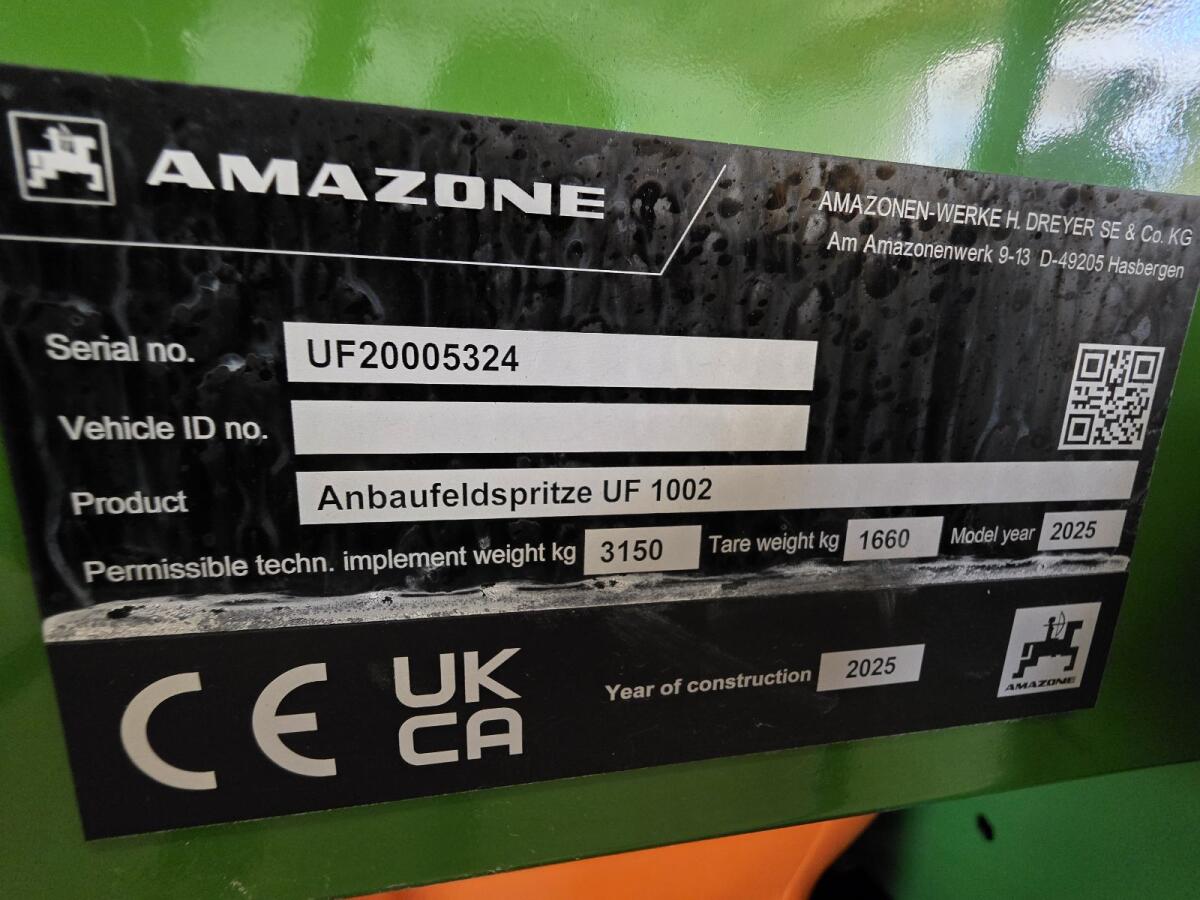 AMAZONE
AMAZONEN-WERKE H. DREYER SE & Co. KG
Am Amazonenwerk 9-13 D-49205 Hasbergen
Serial no. UF20005324
Vehicle ID no.
Product Anbaufeldspritze UF 1002
Permissible techn. implement weight kg 3150 Tare weight kg 1660 Model year 2025
CE UK
CA
Year of construction 2025
AMAZONE